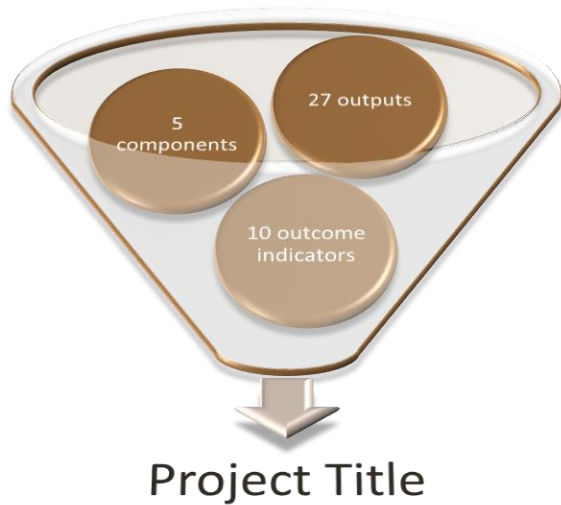 27 outputs
5
components
10 outcome
indicators
Project Title